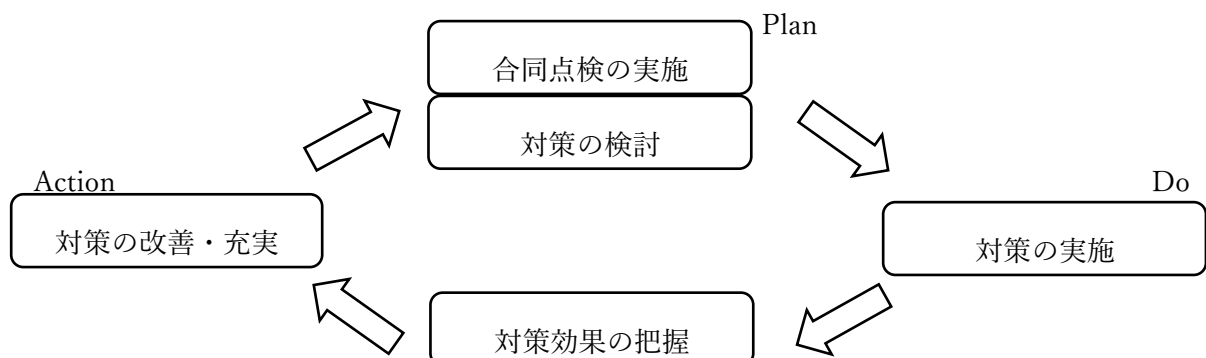 Plan
合同点検の実施
対策の検討
Action
対策の改善・充実
Do
対策の実施
対策効果の把握